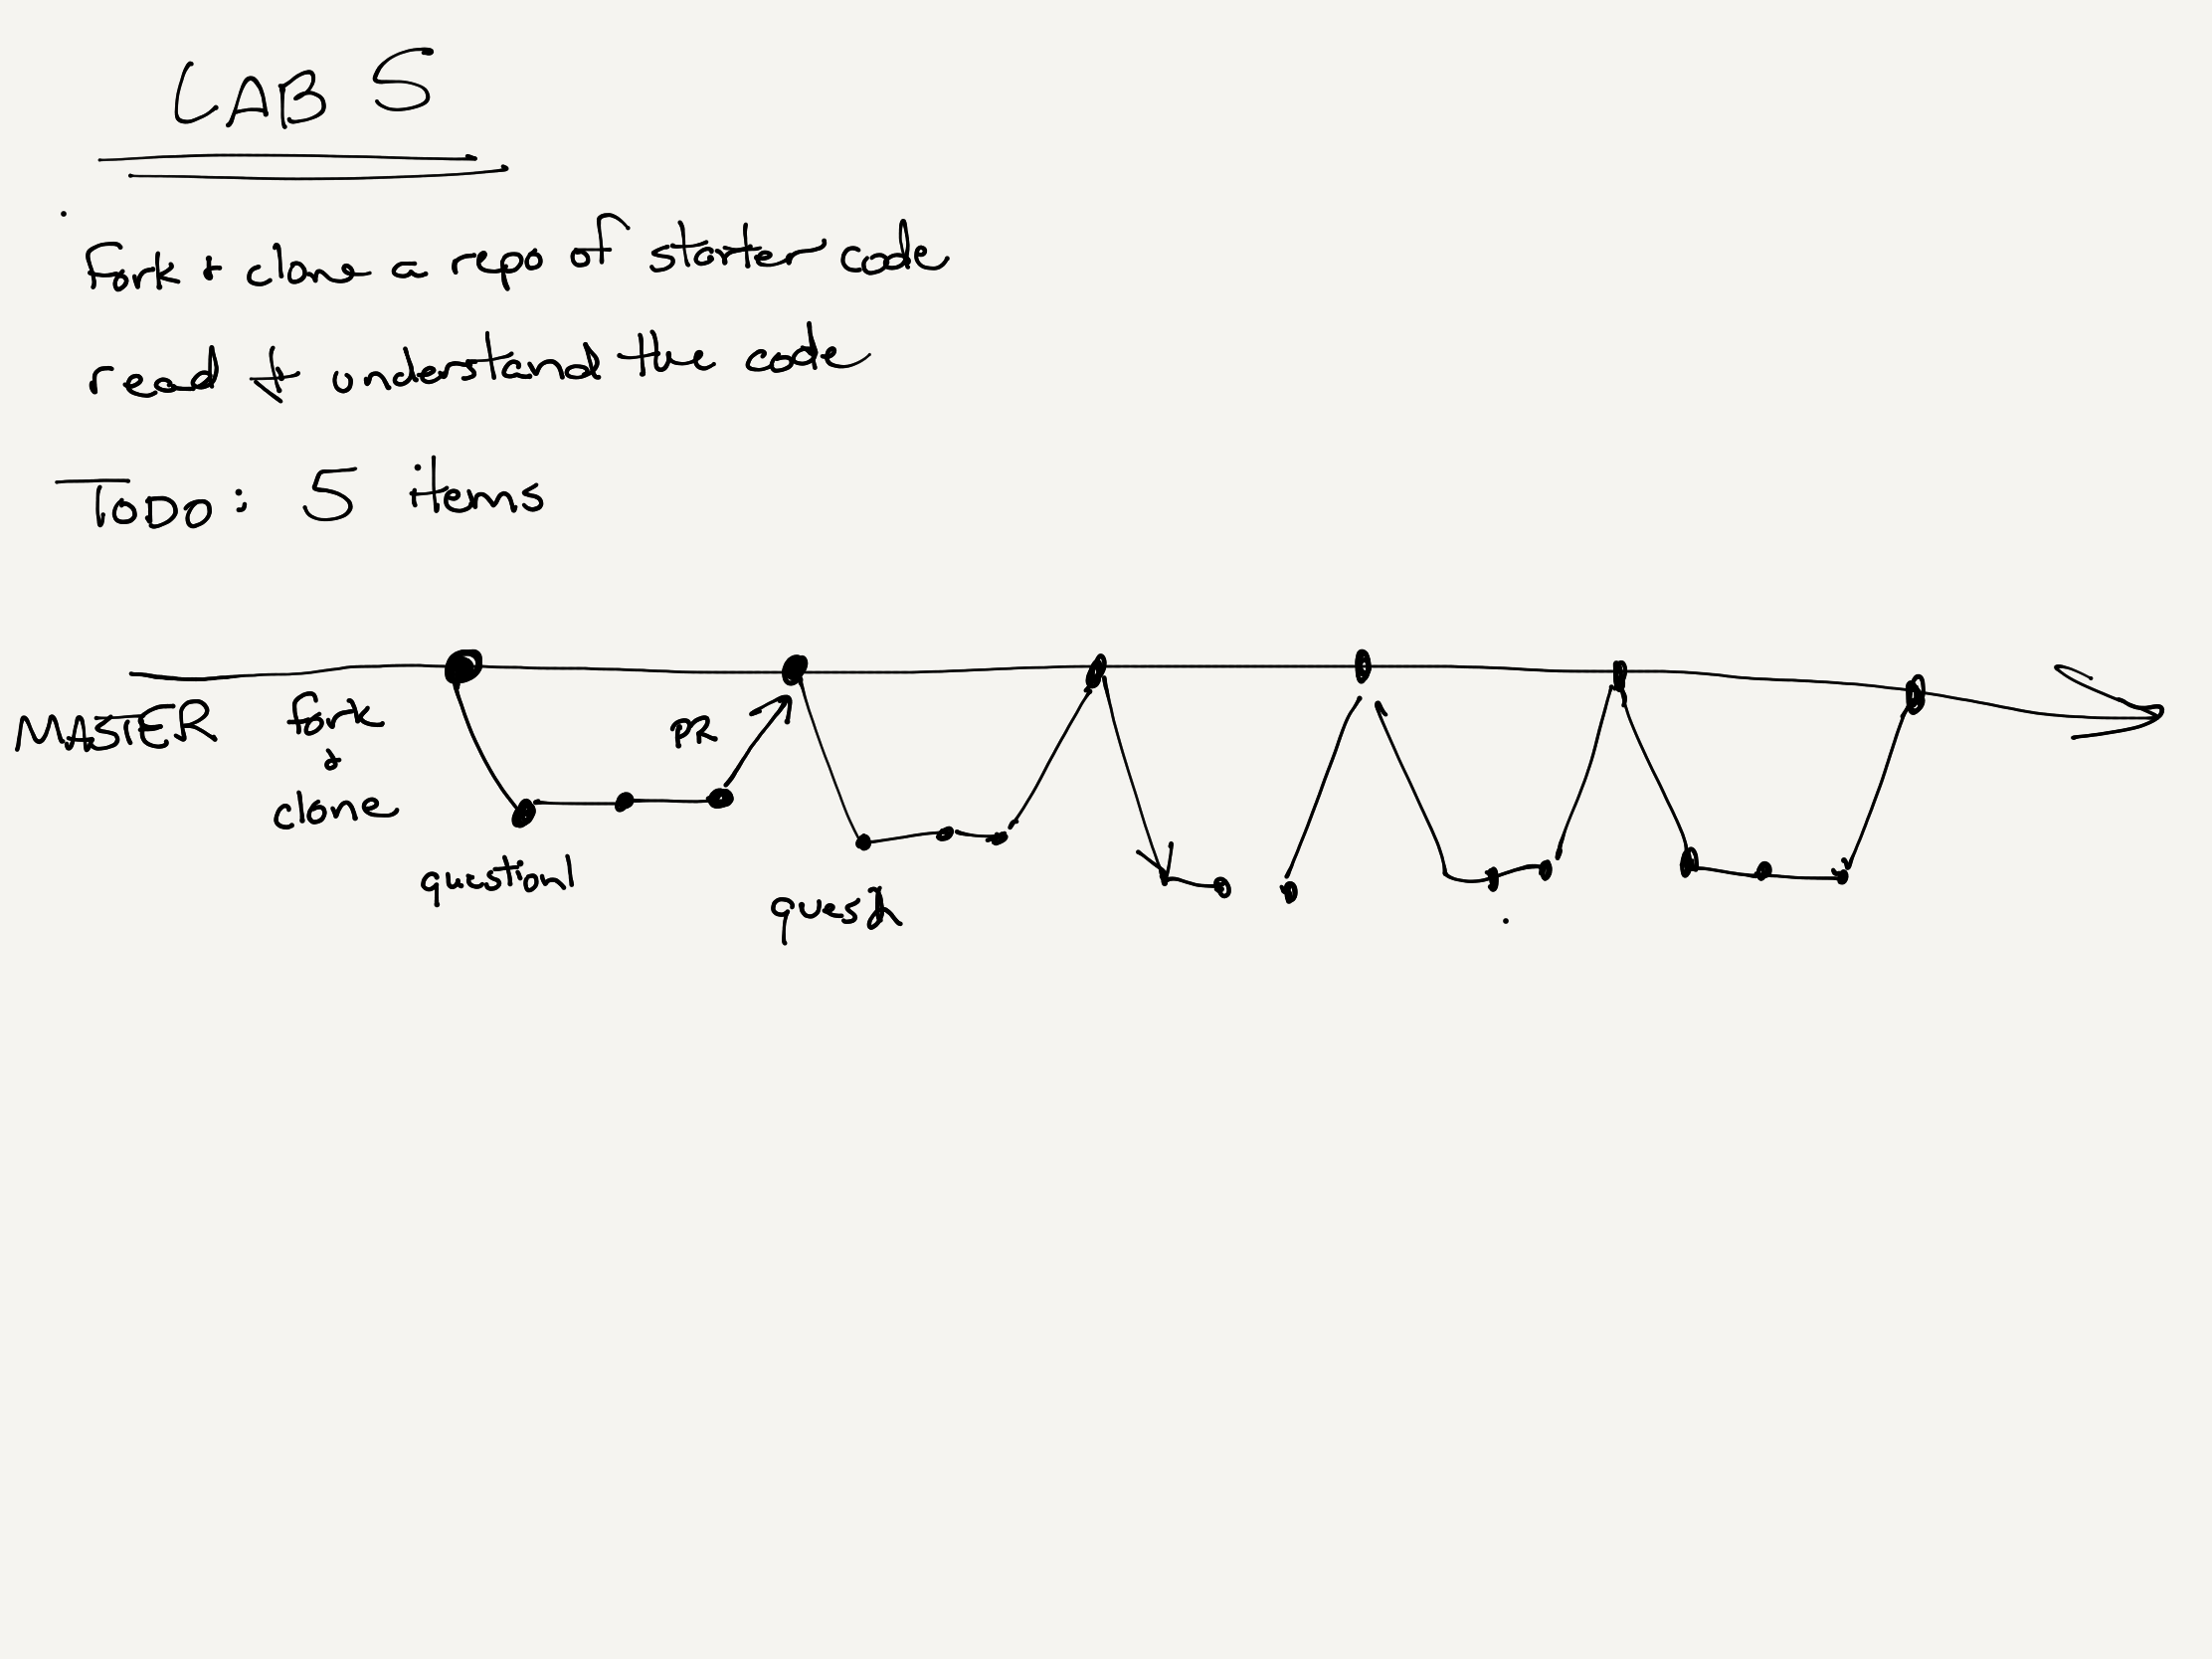 LAB 5
Fork & clone a repo of starter code
read & understand the code
TODO: 5 items
MASTER
fork
&
clone
PR
question1
ques2